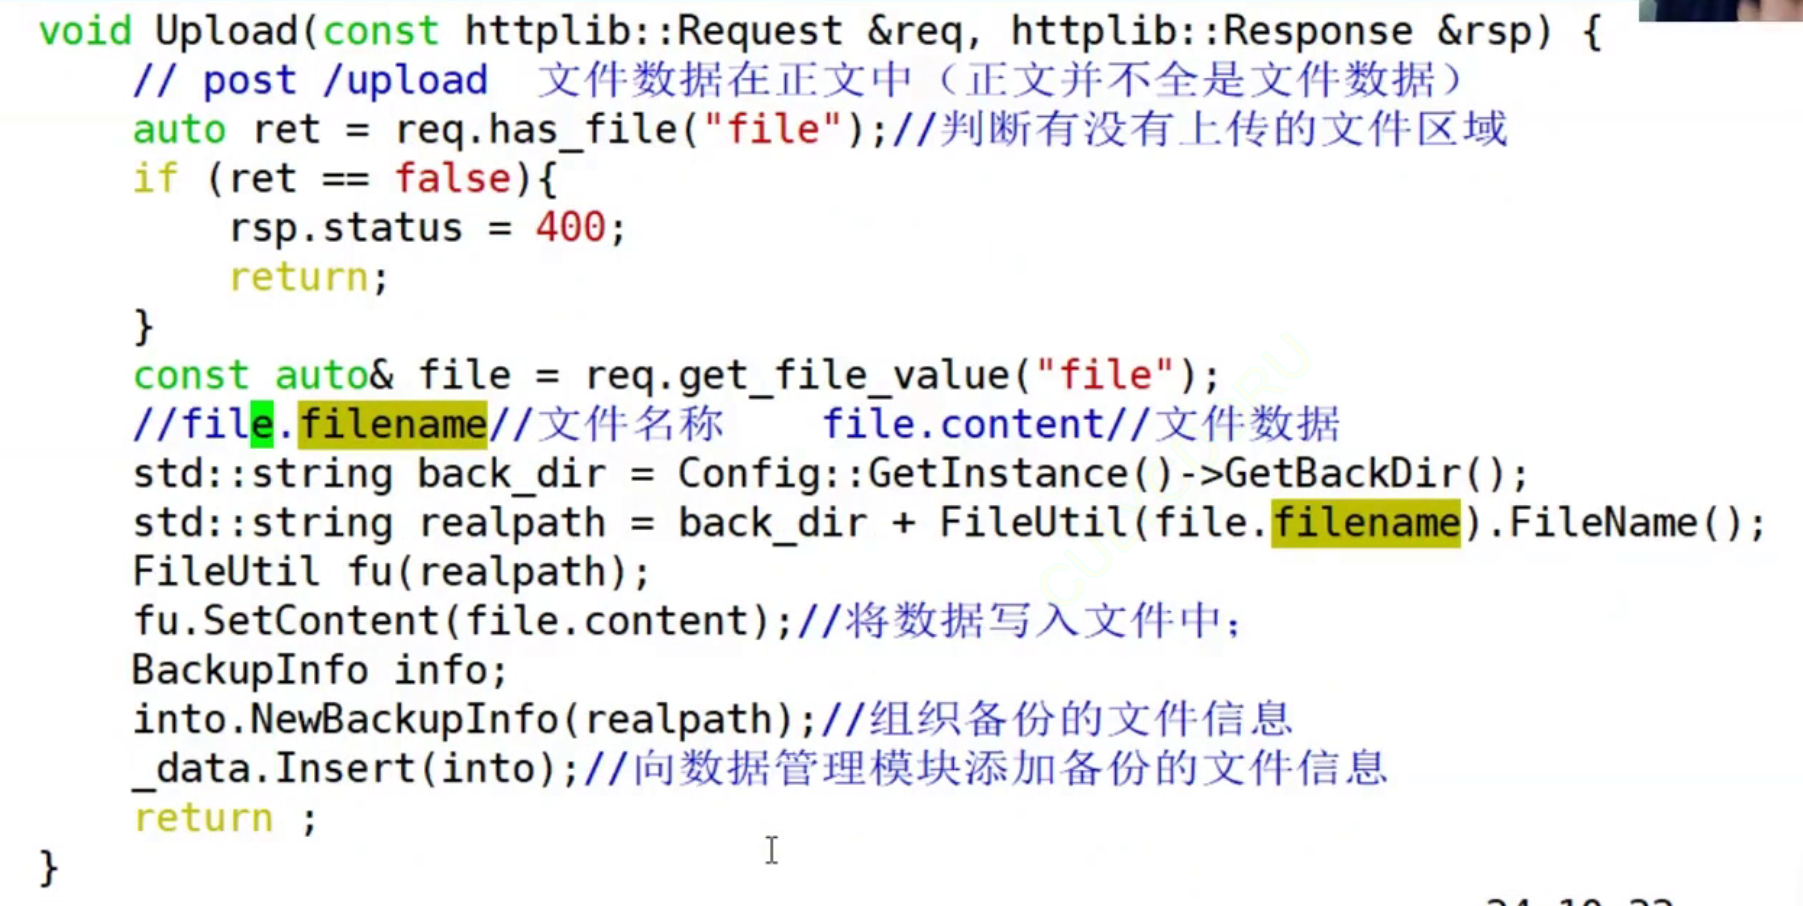 void Upload(const httplib::Request &req, httplib::Response &rsp) {
// post /upload 文件数据在正文中（正文并不全是文件数据）
auto ret = req.has_file("file");//判断有没有上传的文件区域
if (ret == false){
rsp.status = 400;
return;
}
const auto& file = req.get_file_value("file");
//file.filename//文件名称 file.content//文件数据
std::string back_dir = Config::GetInstance()->GetBackDir();
std::string realpath = back_dir + FileUtil(file.filename).FileName();
FileUtil fu(realpath);
fu.SetContent(file.content);//将数据写入文件中；
BackupInfo info;
into.NewBackupInfo(realpath);//组织备份的文件信息
_data.Insert(into);//向数据管理模块添加备份的文件信息
return ;
}